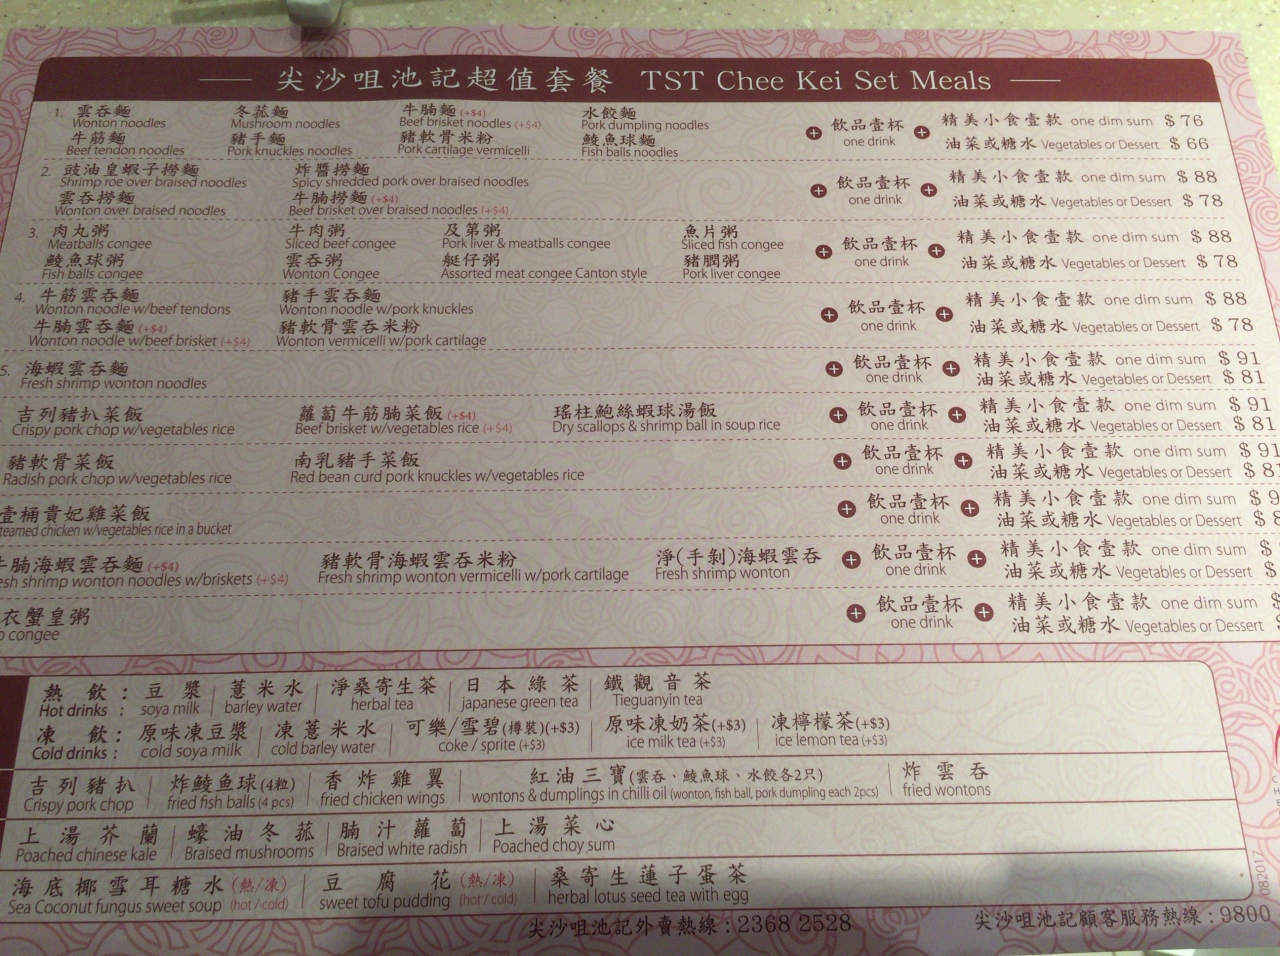 尖沙咀池記超值套餐 TST Chee Kei Set Meals
1. 雲吞麵 冬菰麵 牛腩麵(+$4) 水餃麵
Wonton noodles Mushroom noodles Beef brisket noodles (+$4) Pork dumpling noodles
牛筋麵 豬手麵 豬軟骨米粉 鯪魚球麵
Beef tendon noodles Pork knuckles noodles Pork cartilage vermicelli Fish balls noodles
+ 飲品壹杯 + 精美小食壹款 one dim sum $ 76
one drink 油菜或糖水 Vegetables or Dessert $ 66
2. 豉油皇蝦子撈麵 炸醬撈麵
Shrimp roe over braised noodles Spicy shredded pork over braised noodles
雲吞撈麵 牛腩撈麵(+$4)
Wonton over braised noodles Beef brisket over braised noodles (+$4)
+ 飲品壹杯 + 精美小食壹款 one dim sum $ 88
one drink 油菜或糖水 Vegetables or Dessert $ 78
3. 肉丸粥 牛肉粥 及第粥 魚片粥
Meatballs congee Sliced beef congee Pork liver & meatballs congee Sliced fish congee
鯪魚球粥 雲吞粥 艇仔粥 豬膶粥
Fish balls congee Wonton Congee Assorted meat congee Canton style Pork liver congee
+ 飲品壹杯 + 精美小食壹款 one dim sum $ 88
one drink 油菜或糖水 Vegetables or Dessert $ 78
4. 牛筋雲吞麵 豬手雲吞麵
Wonton noodle w/beef tendons Wonton noodle w/pork knuckles
牛腩雲吞麵(+$4) 豬軟骨雲吞米粉
Wonton noodle w/beef brisket (+$4) Wonton vermicelli w/pork cartilage
+ 飲品壹杯 + 精美小食壹款 one dim sum $ 88
one drink 油菜或糖水 Vegetables or Dessert $ 78
5. 海蝦雲吞麵
Fresh shrimp wonton noodles
+ 飲品壹杯 + 精美小食壹款 one dim sum $ 91
one drink 油菜或糖水 Vegetables or Dessert $ 81
吉列豬扒菜飯 蘿蔔牛筋腩菜飯(+$4) 瑤柱鮑絲蝦球湯飯
Crispy pork chop w/vegetables rice Beef brisket w/vegetables rice (+$4) Dry scallops & shrimp ball in soup rice
+ 飲品壹杯 + 精美小食壹款 one dim sum $ 91
one drink 油菜或糖水 Vegetables or Dessert $ 81
豬軟骨菜飯 南乳豬手菜飯
Radish pork chop w/vegetables rice Red bean curd pork knuckles w/vegetables rice
+ 飲品壹杯 + 精美小食壹款 one dim sum $ 91
one drink 油菜或糖水 Vegetables or Dessert $ 81
壹桶貴妃雞菜飯
teamed chicken w/vegetables rice in a bucket
+ 飲品壹杯 + 精美小食壹款 one dim sum $ 9
one drink 油菜或糖水 Vegetables or Dessert $ 8
牛腩海蝦雲吞麵(+$4) 豬軟骨海蝦雲吞米粉 淨(手剝)海蝦雲吞
esh shrimp wonton noodles w/briskets (+$4) Fresh shrimp wonton vermicelli w/pork cartilage Fresh shrimp wonton
+ 飲品壹杯 + 精美小食壹款 one dim sum $
one drink 油菜或糖水 Vegetables or Dessert $
衣蟹皇粥
congee
+ 飲品壹杯 + 精美小食壹款 one dim sum $
one drink 油菜或糖水 Vegetables or Dessert $
熱飲： 豆漿 | 薏米水 | 淨桑寄生茶 | 日本綠茶 | 鐵觀音茶
Hot drinks : soya milk barley water herbal tea japanese green tea Tieguanyin tea
凍飲： 原味凍豆漿 | 凍薏米水 | 可樂/雪碧(樽裝)(+$3) | 原味凍奶茶(+$3) | 凍檸檬茶(+$3)
Cold drinks : cold soya milk cold barley water coke / sprite (+$3) ice milk tea (+$3) ice lemon tea (+$3)
吉列豬扒 | 炸鯪魚球(4粒) | 香炸雞翼 | 紅油三寶(雲吞、鯪魚球、水餃各2只) | 炸雲吞
Crispy pork chop fried fish balls (4 pcs) fried chicken wings wontons & dumplings in chilli oil (wonton, fish ball, pork dumpling each 2pcs) fried wontons
上湯芥蘭 | 蠔油冬菰 | 腩汁蘿蔔 | 上湯菜心
Poached chinese kale Braised mushrooms Braised white radish Poached choy sum
海底椰雪耳糖水(熱/凍) | 豆腐花(熱/凍) | 桑寄生蓮子蛋茶
Sea Coconut fungus sweet soup (hot/cold) sweet tofu pudding (hot/cold) herbal lotus seed tea with egg
082017
尖沙咀池記外賣熱線：2368 2528 尖沙咀池記顧客服務熱線：9800